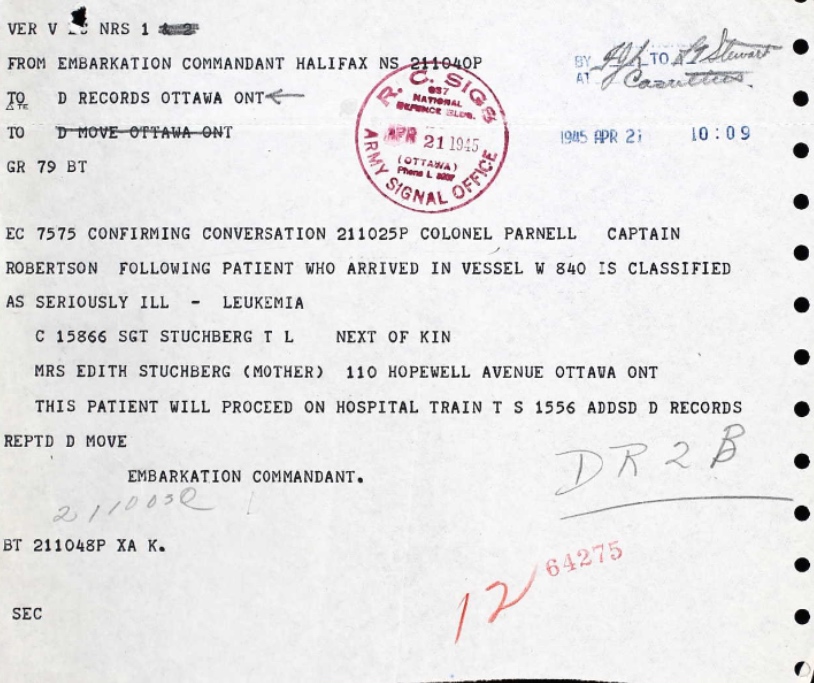 VER V NRS 1
FROM EMBARKATION COMMANDANT HALIFAX NS 211040P
BY TO Stewart
AT
TO D RECORDS OTTAWA ONT
TO D MOVE OTTAWA ONT
1945 APR 21 10:09
R. C. SIGS
NATIONAL
DEFENCE BLDG.
APR 21 1945
(OTTAWA)
ARMY SIGNAL OFFICE
GR 79 BT
EC 7575 CONFIRMING CONVERSATION 211025P COLONEL PARNELL CAPTAIN
ROBERTSON FOLLOWING PATIENT WHO ARRIVED IN VESSEL W 840 IS CLASSIFIED
AS SERIOUSLY ILL - LEUKEMIA
C 15866 SGT STUCHBERG T L NEXT OF KIN
MRS EDITH STUCHBERG (MOTHER) 110 HOPEWELL AVENUE OTTAWA ONT
THIS PATIENT WILL PROCEED ON HOSPITAL TRAIN T S 1556 ADDSD D RECORDS
REPTD D MOVE
DR 2 B
EMBARKATION COMMANDANT.
BT 211048P XA K.
64275
12
SEC